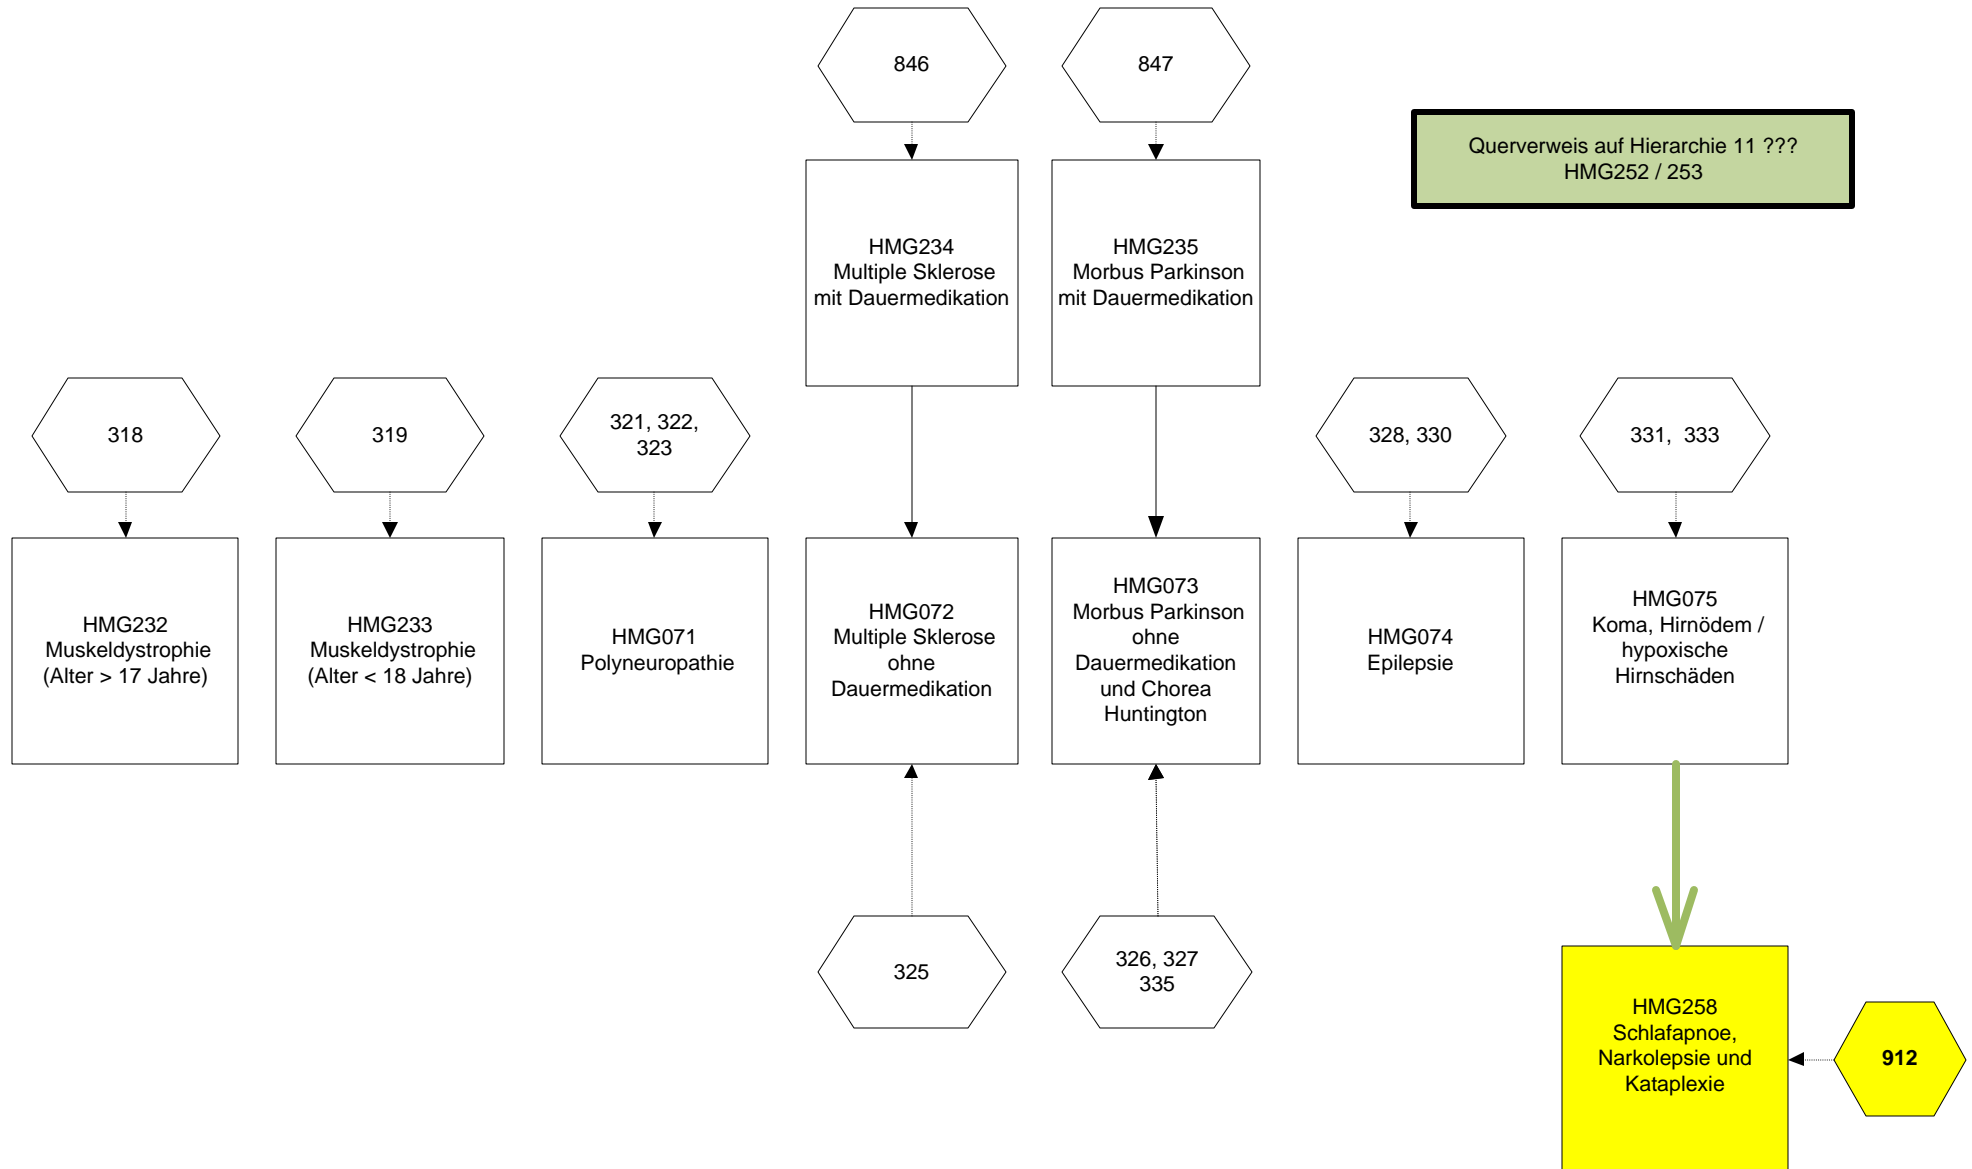 846
847
Querverweis auf Hierarchie 11 ???
HMG252 / 253
HMG234
Multiple Sklerose
mit Dauermedikation
HMG235
Morbus Parkinson
mit Dauermedikation
318
319
321, 322,
323
328, 330
331, 333
HMG232
Muskeldystrophie
(Alter > 17 Jahre)
HMG233
Muskeldystrophie
(Alter < 18 Jahre)
HMG071
Polyneuropathie
HMG072
Multiple Sklerose
ohne
Dauermedikation
HMG073
Morbus Parkinson
ohne
Dauermedikation
und Chorea
Huntington
HMG074
Epilepsie
HMG075
Koma, Hirnödem /
hypoxische
Hirnschäden
325
326, 327
335
HMG258
Schlafapnoe,
Narkolepsie und
Kataplexie
912